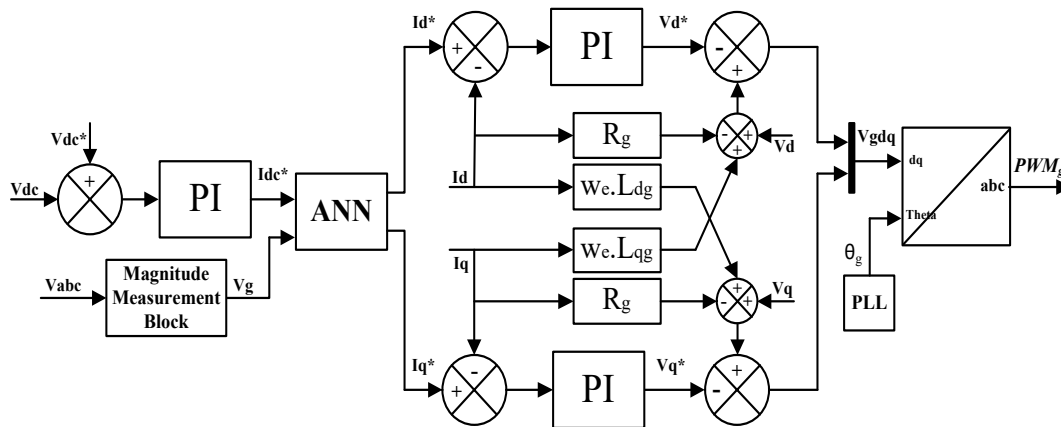 Id*
+
-
PI
Vd*
-
+
Rg
-
+
+
Vd
Vgdq
dq
abc
PWMg
Theta
θg
PLL
Vdc*
+
Vdc
PI
Idc*
ANN
Id
We.Ldg
We.Lqg
Iq
Rg
+
-
+
Vq
Vabc
Magnitude
Measurement
Block
Vg
Iq*
-
+
PI
Vq*
+
-